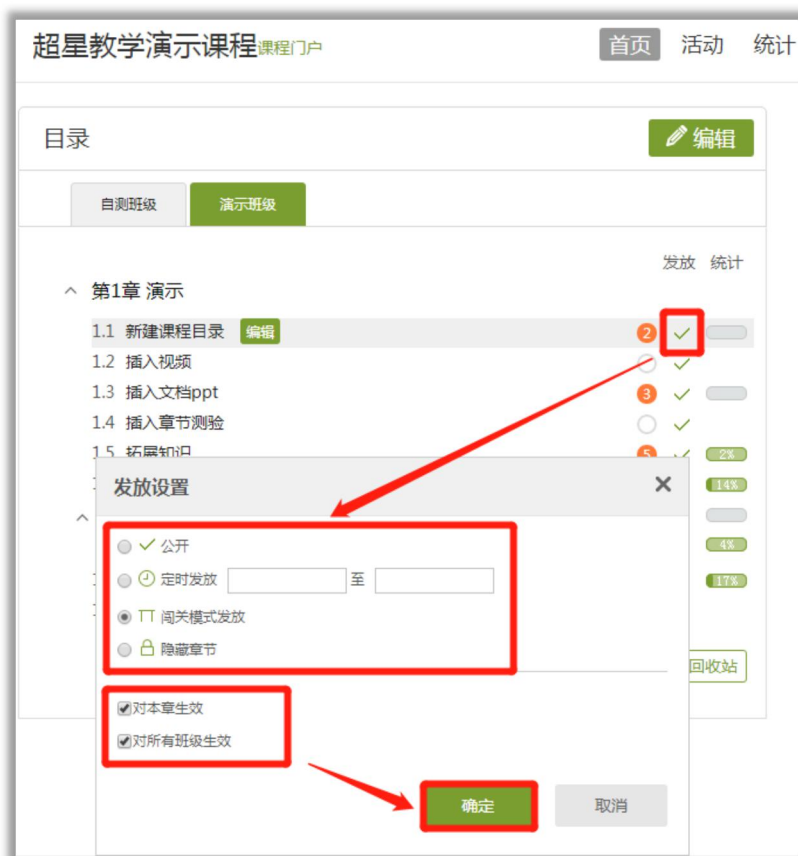 超星教学演示课程课程门户 首页 活动 统计
目录 编辑
自测班级 演示班级
发放 统计
第1章 演示
1.1 新建课程目录 编辑 2
1.2 插入视频
1.3 插入文档ppt 3
1.4 插入章节测验
1.5 拓展知识 5 2%
发放设置
14%
公开
4%
定时发放 至
17%
闯关模式发放
隐藏章节
回收站
对本章生效
对所有班级生效
确定 取消